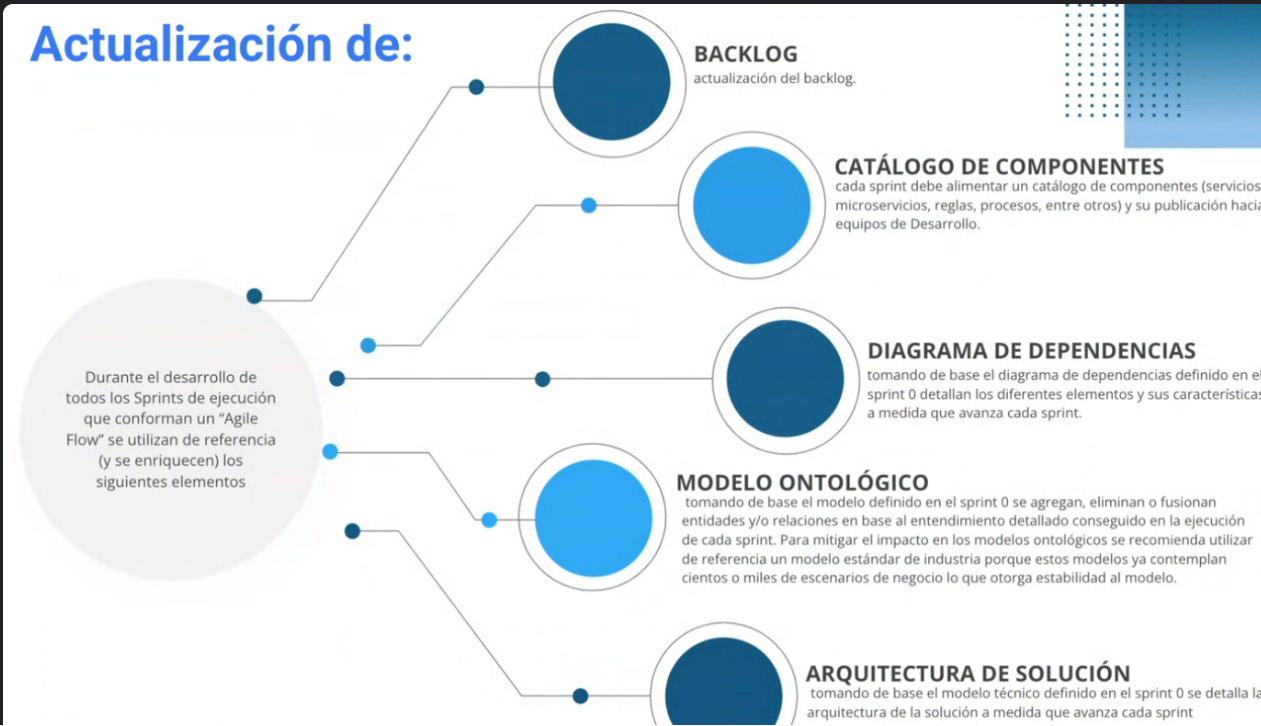 Actualización de:
BACKLOG
actualización del backlog.
CATÁLOGO DE COMPONENTES
cada sprint debe alimentar un catálogo de componentes (servicios
microservicios, reglas, procesos, entre otros) y su publicación hacia
equipos de Desarrollo.
Durante el desarrollo de
todos los Sprints de ejecución
que conforman un “Agile
Flow” se utilizan de referencia
(y se enriquecen) los
siguientes elementos
DIAGRAMA DE DEPENDENCIAS
tomando de base el diagrama de dependencias definido en el
sprint 0 detallan los diferentes elementos y sus características
a medida que avanza cada sprint.
MODELO ONTOLÓGICO
tomando de base el modelo definido en el sprint 0 se agregan, eliminan o fusionan
entidades y/o relaciones en base al entendimiento detallado conseguido en la ejecución
de cada sprint. Para mitigar el impacto en los modelos ontológicos se recomienda utilizar
de referencia un modelo estándar de industria porque estos modelos ya contemplan
cientos o miles de escenarios de negocio lo que otorga estabilidad al modelo.
ARQUITECTURA DE SOLUCIÓN
tomando de base el modelo técnico definido en el sprint 0 se detalla la
arquitectura de la solución a medida que avanza cada sprint